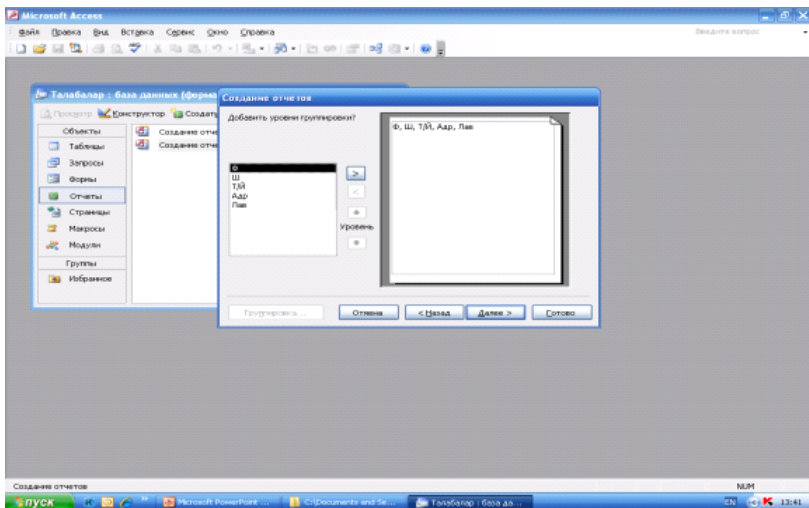 Microsoft Access
Файл Правка Вид Вставка Сервис Окно Справка
Введите вопрос
Талабалар : база данных (форма
Просмотр Конструктор Создать
Объекты
Таблицы
Запросы
Формы
Отчеты
Страницы
Макросы
Модули
Группы
Избранное
Создание отче
Создание отче
Создание отчетов
Добавить уровни группировки?
Ф
Ш
Т/Й
Адр
Лав
>
<
Уровень
Ф, Ш, Т/Й, Адр, Лав
Группировка ...
Отмена
< Назад
Далее >
Готово
Создание отчетов
NUM
пуск
Microsoft PowerPoint ...
C:\Documents and Se...
Талабалар : база да...
EN
13:41